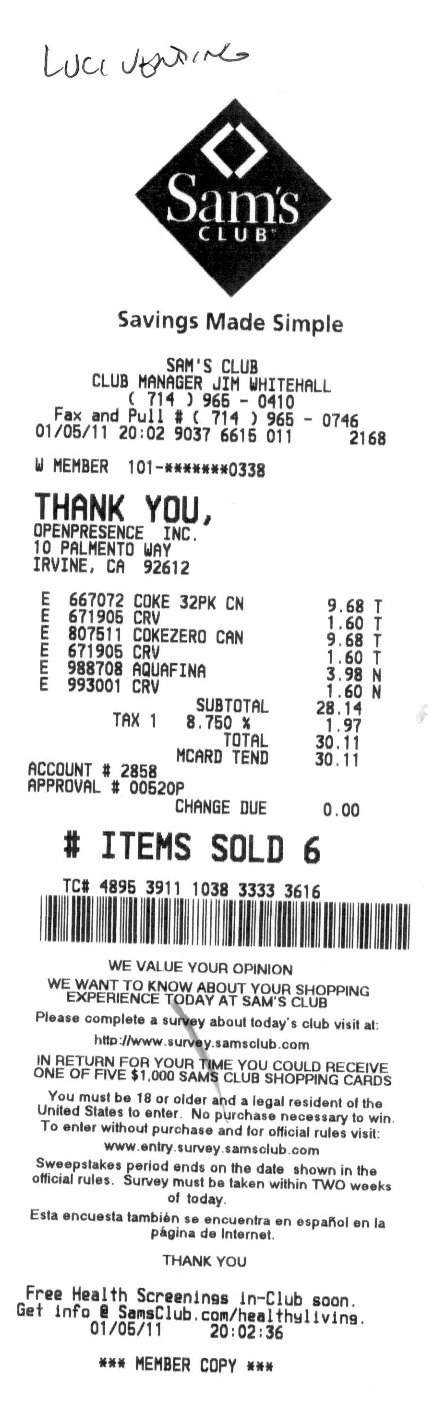 LUCI VENDING
Sam's
CLUB
Savings Made Simple
SAM'S CLUB
CLUB MANAGER JIM WHITEHALL
( 714 ) 965 - 0410
Fax and Pull # ( 714 ) 965 - 0746
01/05/11 20:02 9037 6615 011 2168
W MEMBER 101-*******0338
THANK YOU,
OPENPRESENCE INC.
10 PALMENTO WAY
IRVINE, CA 92612
E 667072 COKE 32PK CN 9.68 T
E 671905 CRV 1.60 T
E 807511 COKEZERO CAN 9.68 T
E 671905 CRV 1.60 T
E 988708 AQUAFINA 3.98 N
E 993001 CRV 1.60 N
SUBTOTAL 28.14
TAX 1 8.750 % 1.97
TOTAL 30.11
MCARD TEND 30.11
ACCOUNT # 2858
APPROVAL # 00520P
CHANGE DUE 0.00
# ITEMS SOLD 6
TC# 4895 3911 1038 3333 3616
WE VALUE YOUR OPINION
WE WANT TO KNOW ABOUT YOUR SHOPPING
EXPERIENCE TODAY AT SAM'S CLUB
Please complete a survey about today's club visit at:
http://www.survey.samsclub.com
IN RETURN FOR YOUR TIME YOU COULD RECEIVE
ONE OF FIVE $1,000 SAMS CLUB SHOPPING CARDS
You must be 18 or older and a legal resident of the
United States to enter. No purchase necessary to win.
To enter without purchase and for official rules visit:
www.entry.survey.samsclub.com
Sweepstakes period ends on the date shown in the
official rules. Survey must be taken within TWO weeks
of today.
Esta encuesta también se encuentra en español en la
página de Internet.
THANK YOU
Free Health Screenings in-Club soon.
Get info @ SamsClub.com/healthyliving.
01/05/11 20:02:36
*** MEMBER COPY ***